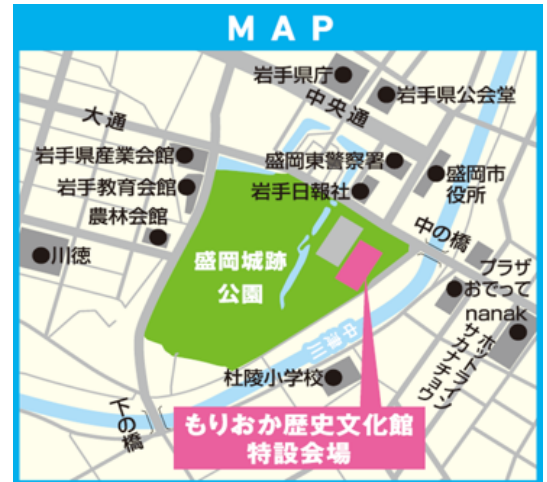 MAP
岩手県庁
岩手県公会堂
中央通
大通
岩手県産業会館
盛岡東警察署
盛岡市
役所
岩手教育会館
岩手日報社
農林会館
中の橋
川徳
盛岡城跡
公園
プラザ
おでって
nanak
中津川
ホットライン
サカナチョウ
杜陵小学校
下の橋
もりおか歴史文化館
特設会場